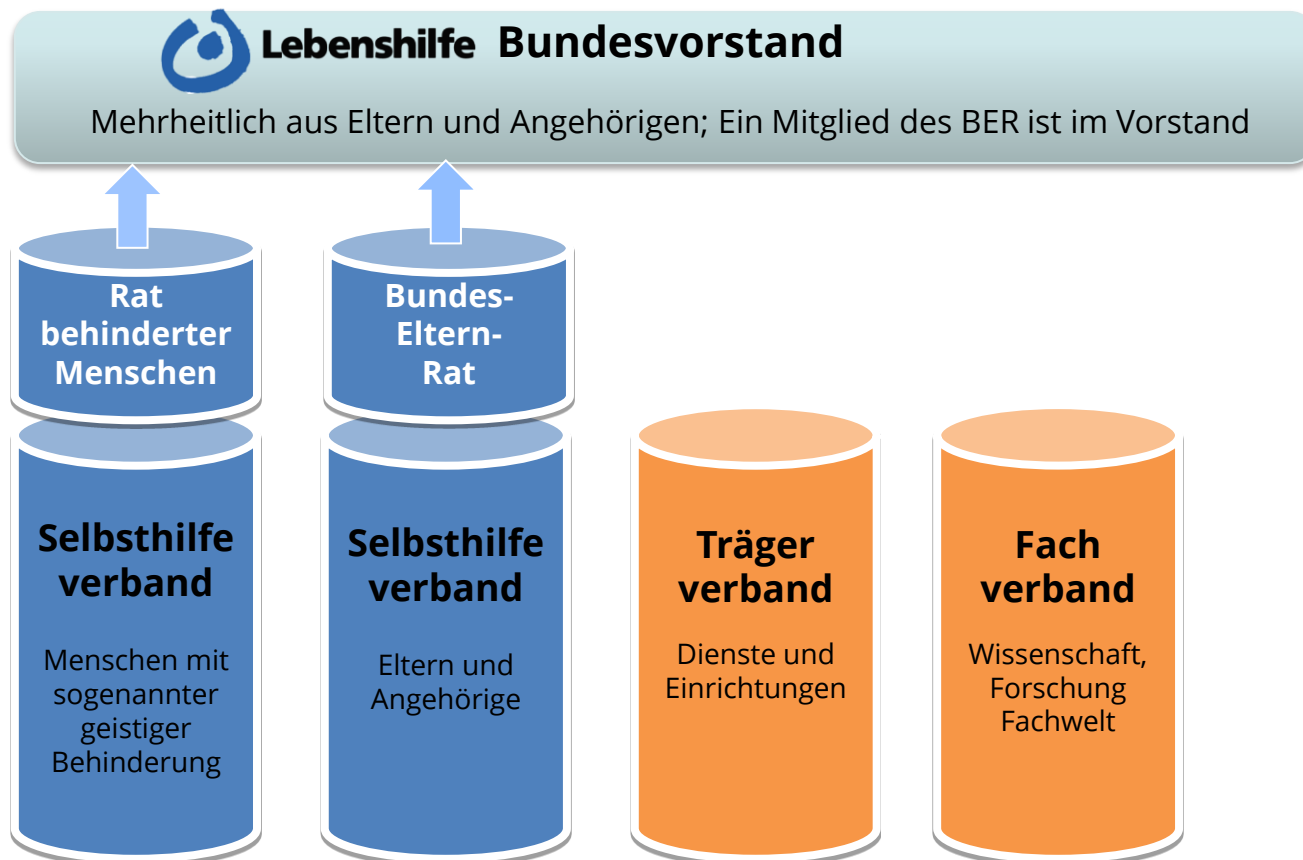 Lebenshilfe Bundesvorstand
Mehrheitlich aus Eltern und Angehörigen; Ein Mitglied des BER ist im Vorstand
Rat
behinderter
Menschen
Bundes-
Eltern-
Rat
Selbsthilfe
verband
Menschen mit
sogenannter
geistiger
Behinderung
Selbsthilfe
verband
Eltern und
Angehörige
Träger
verband
Dienste und
Einrichtungen
Fach
verband
Wissenschaft,
Forschung
Fachwelt